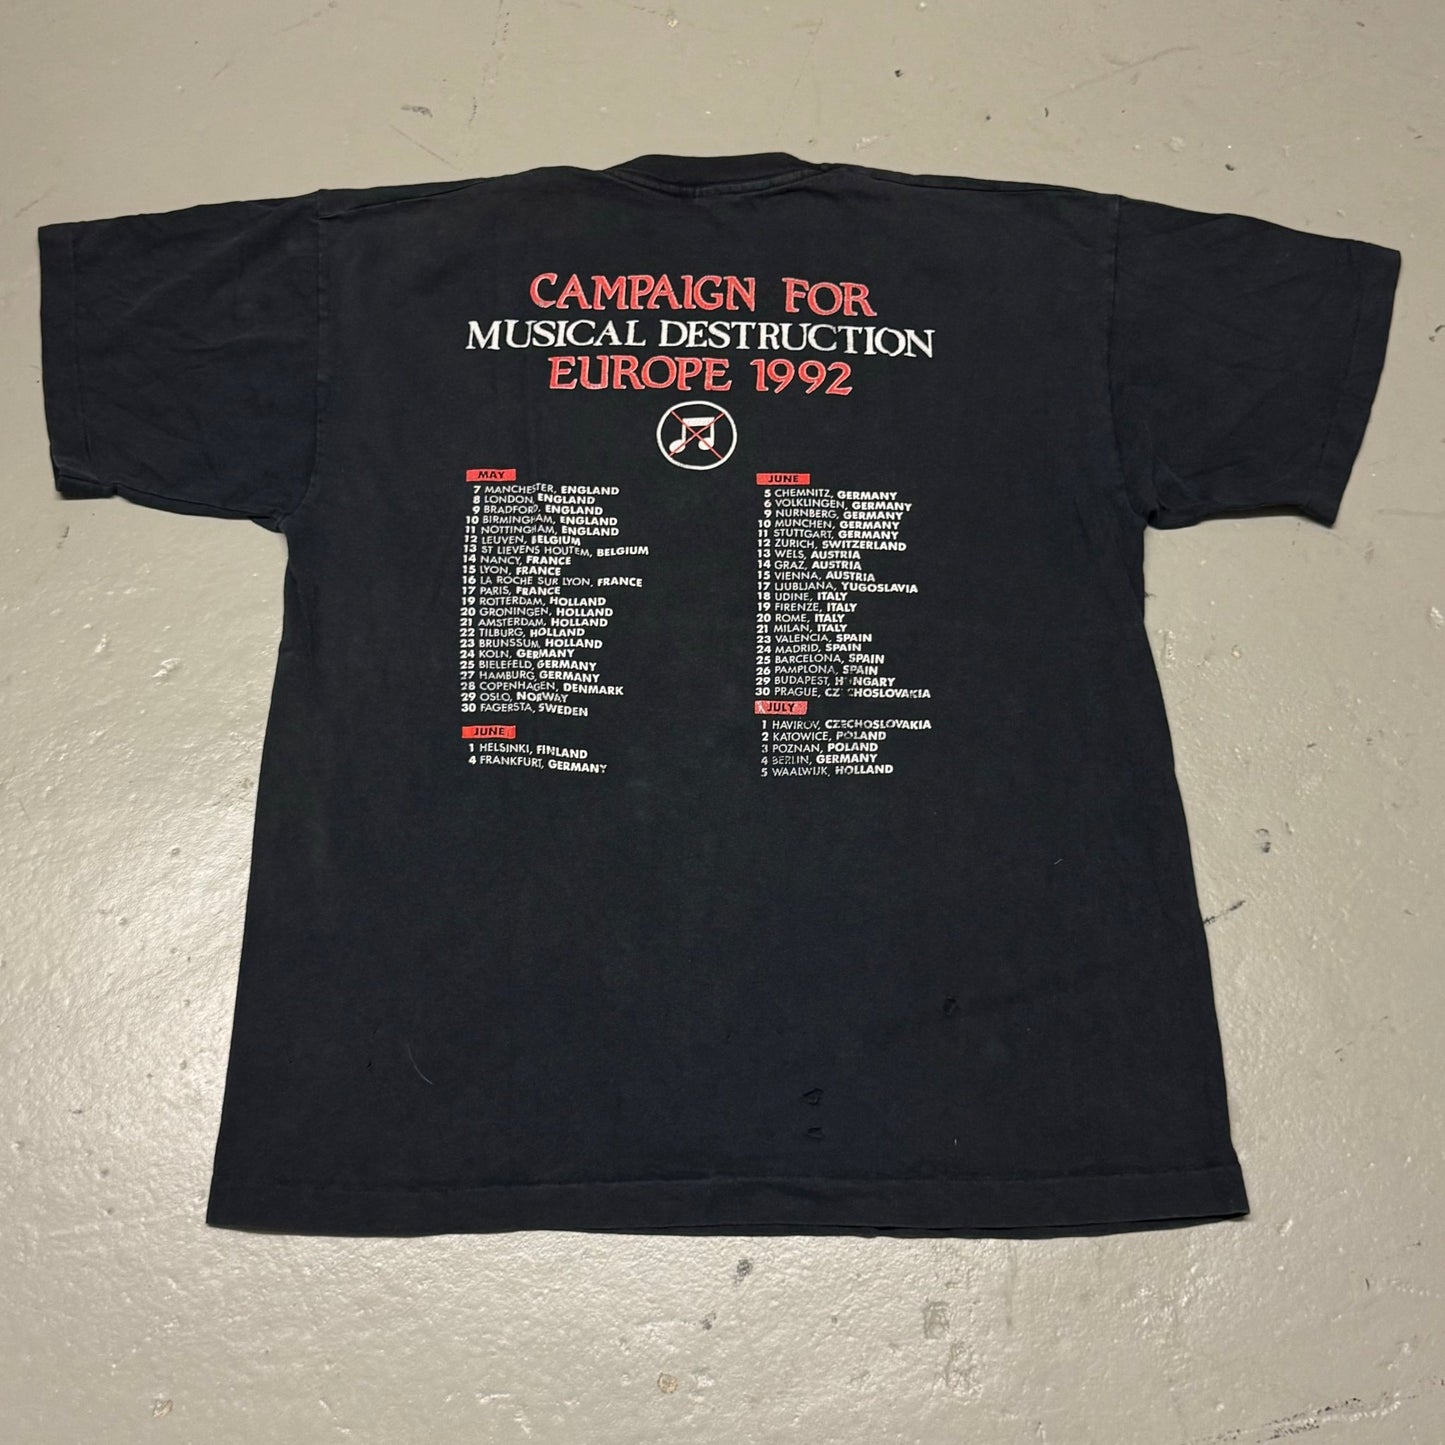 CAMPAIGN FOR
MUSICAL DESTRUCTION
EUROPE 1992
MAY
7 MANCHESTER, ENGLAND
8 LONDON, ENGLAND
9 BRADFORD, ENGLAND
10 BIRMINGHAM, ENGLAND
11 NOTTINGHAM, ENGLAND
12 LEUVEN, BELGIUM
13 ST LIEVENS HOUTEM, BELGIUM
14 NANCY, FRANCE
15 LYON, FRANCE
16 LA ROCHE SUR LYON, FRANCE
17 PARIS, FRANCE
19 ROTTERDAM, HOLLAND
20 GRONINGEN, HOLLAND
21 AMSTERDAM, HOLLAND
22 TILBURG, HOLLAND
23 BRUNSSUM, HOLLAND
24 KOLN, GERMANY
25 BIELEFELD, GERMANY
27 HAMBURG, GERMANY
28 COPENHAGEN, DENMARK
29 OSLO, NORWAY
30 FAGERSTA, SWEDEN
JUNE
1 HELSINKI, FINLAND
4 FRANKFURT, GERMANY
JUNE
5 CHEMNITZ, GERMANY
6 VOLKLINGEN, GERMANY
9 NURNBERG, GERMANY
10 MUNCHEN, GERMANY
11 STUTTGART, GERMANY
12 ZURICH, SWITZERLAND
13 WELS, AUSTRIA
14 GRAZ, AUSTRIA
15 VIENNA, AUSTRIA
17 LJUBLJANA, YUGOSLAVIA
18 UDINE, ITALY
19 FIRENZE, ITALY
20 ROME, ITALY
21 MILAN, ITALY
23 VALENCIA, SPAIN
24 MADRID, SPAIN
25 BARCELONA, SPAIN
26 PAMPLONA, SPAIN
29 BUDAPEST, HUNGARY
30 PRAGUE, CZECHOSLOVAKIA
JULY
1 HAVIROV, CZECHOSLOVAKIA
2 KATOWICE, POLAND
3 POZNAN, POLAND
4 BERLIN, GERMANY
5 WAALWIJK, HOLLAND